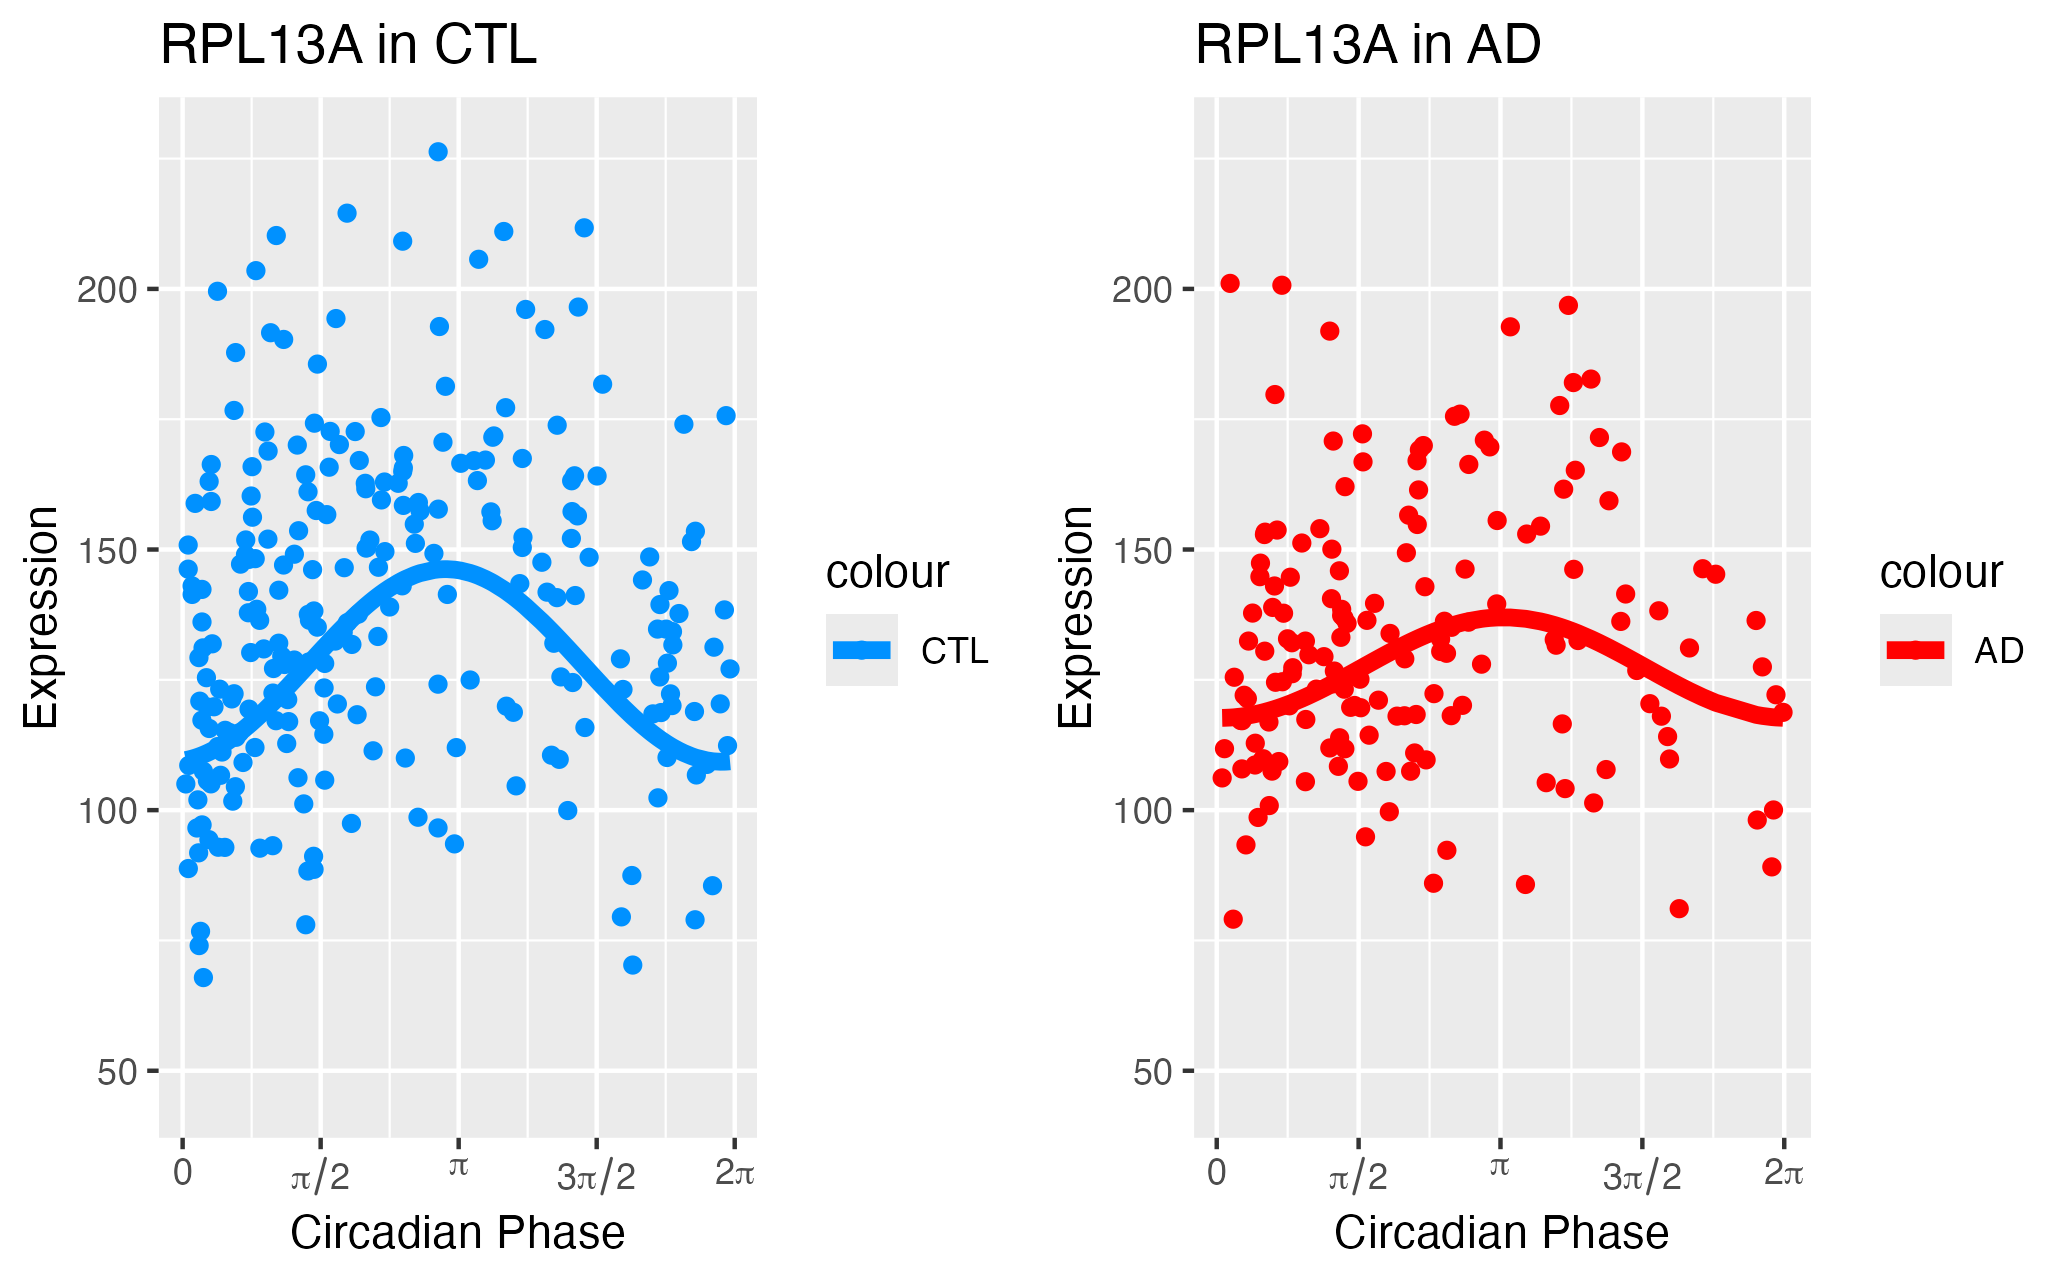 RPL13A in CTL
Expression
200
150
100
50
0 π/2 π 3π/2 2π
Circadian Phase
colour
CTL
RPL13A in AD
Expression
200
150
100
50
0 π/2 π 3π/2 2π
Circadian Phase
colour
AD